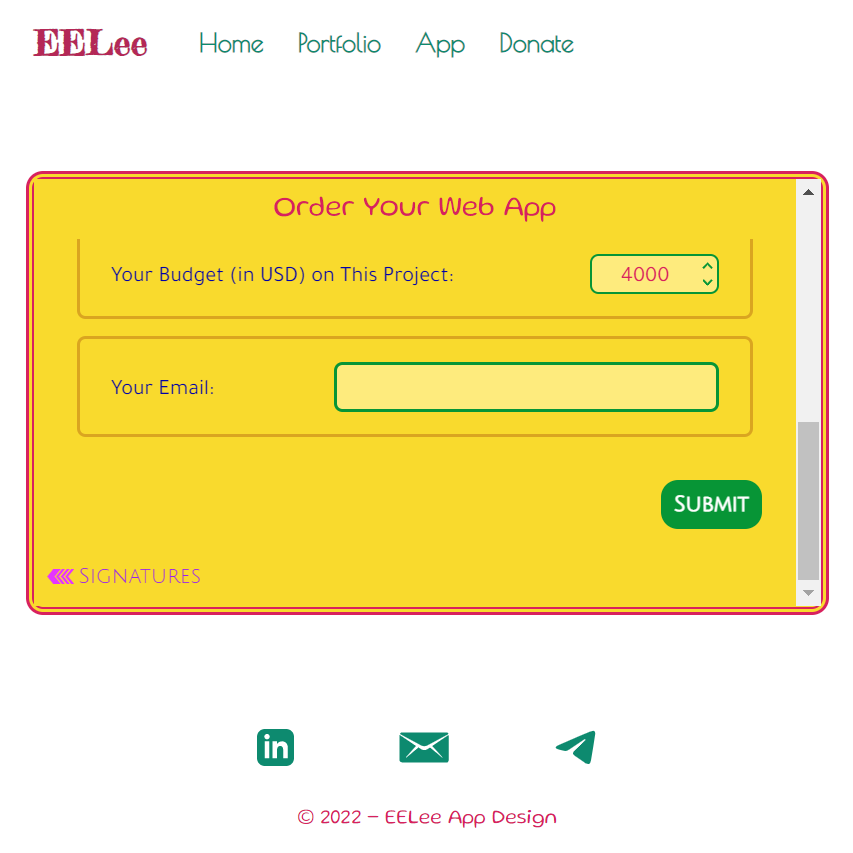 EELee Home Portfolio App Donate
Order Your Web App
Your Budget (in USD) on This Project: 4000
Your Email:
Submit
Signatures
in
© 2022 – EELee App Design